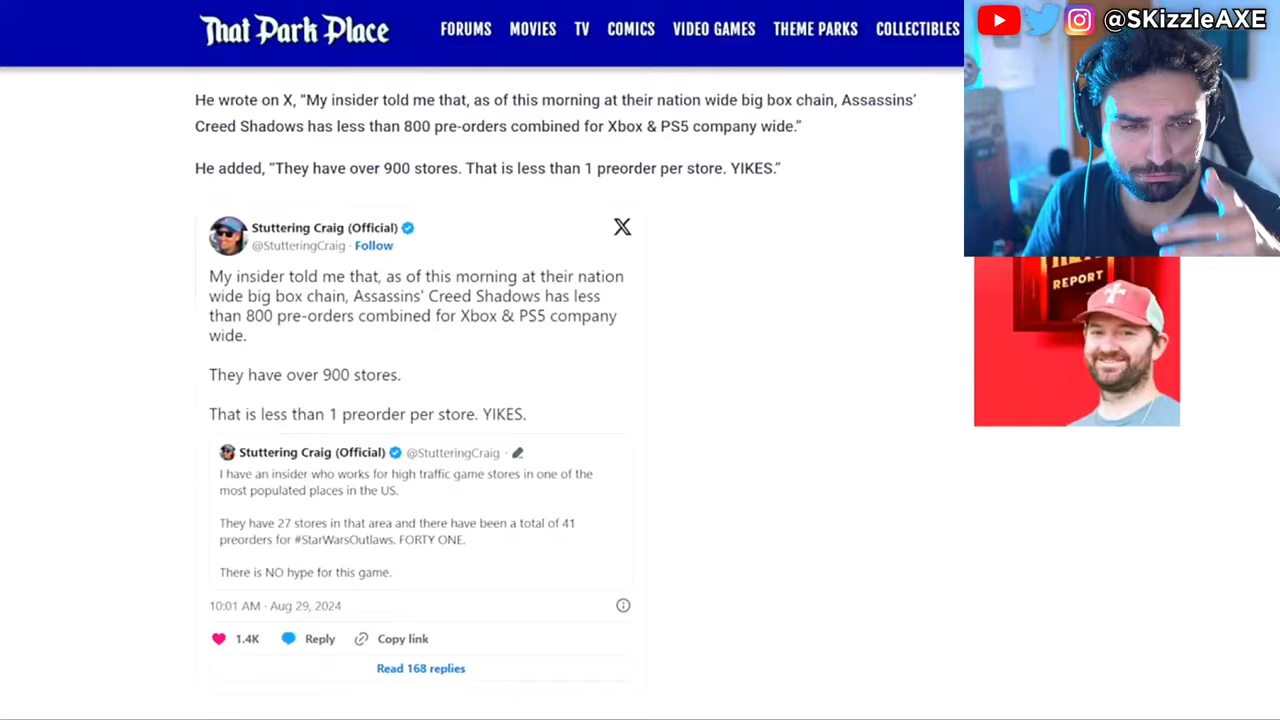 That Park Place
FORUMS MOVIES TV COMICS VIDEO GAMES THEME PARKS COLLECTIBLES
@SKizzleAXE
He wrote on X, “My insider told me that, as of this morning at their nation wide big box chain, Assassins’
Creed Shadows has less than 800 pre-orders combined for Xbox & PS5 company wide.”
He added, “They have over 900 stores. That is less than 1 preorder per store. YIKES.”
Stuttering Craig (Official)
@StutteringCraig · Follow
My insider told me that, as of this morning at their nation
wide big box chain, Assassins’ Creed Shadows has less
than 800 pre-orders combined for Xbox & PS5 company
wide.
They have over 900 stores.
That is less than 1 preorder per store. YIKES.
Stuttering Craig (Official) @StutteringCraig ·
I have an insider who works for high traffic game stores in one of the
most populated places in the US.
They have 27 stores in that area and there have been a total of 41
preorders for #StarWarsOutlaws. FORTY ONE.
There is NO hype for this game.
10:01 AM · Aug 29, 2024
1.4K Reply Copy link
Read 168 replies
REPORT